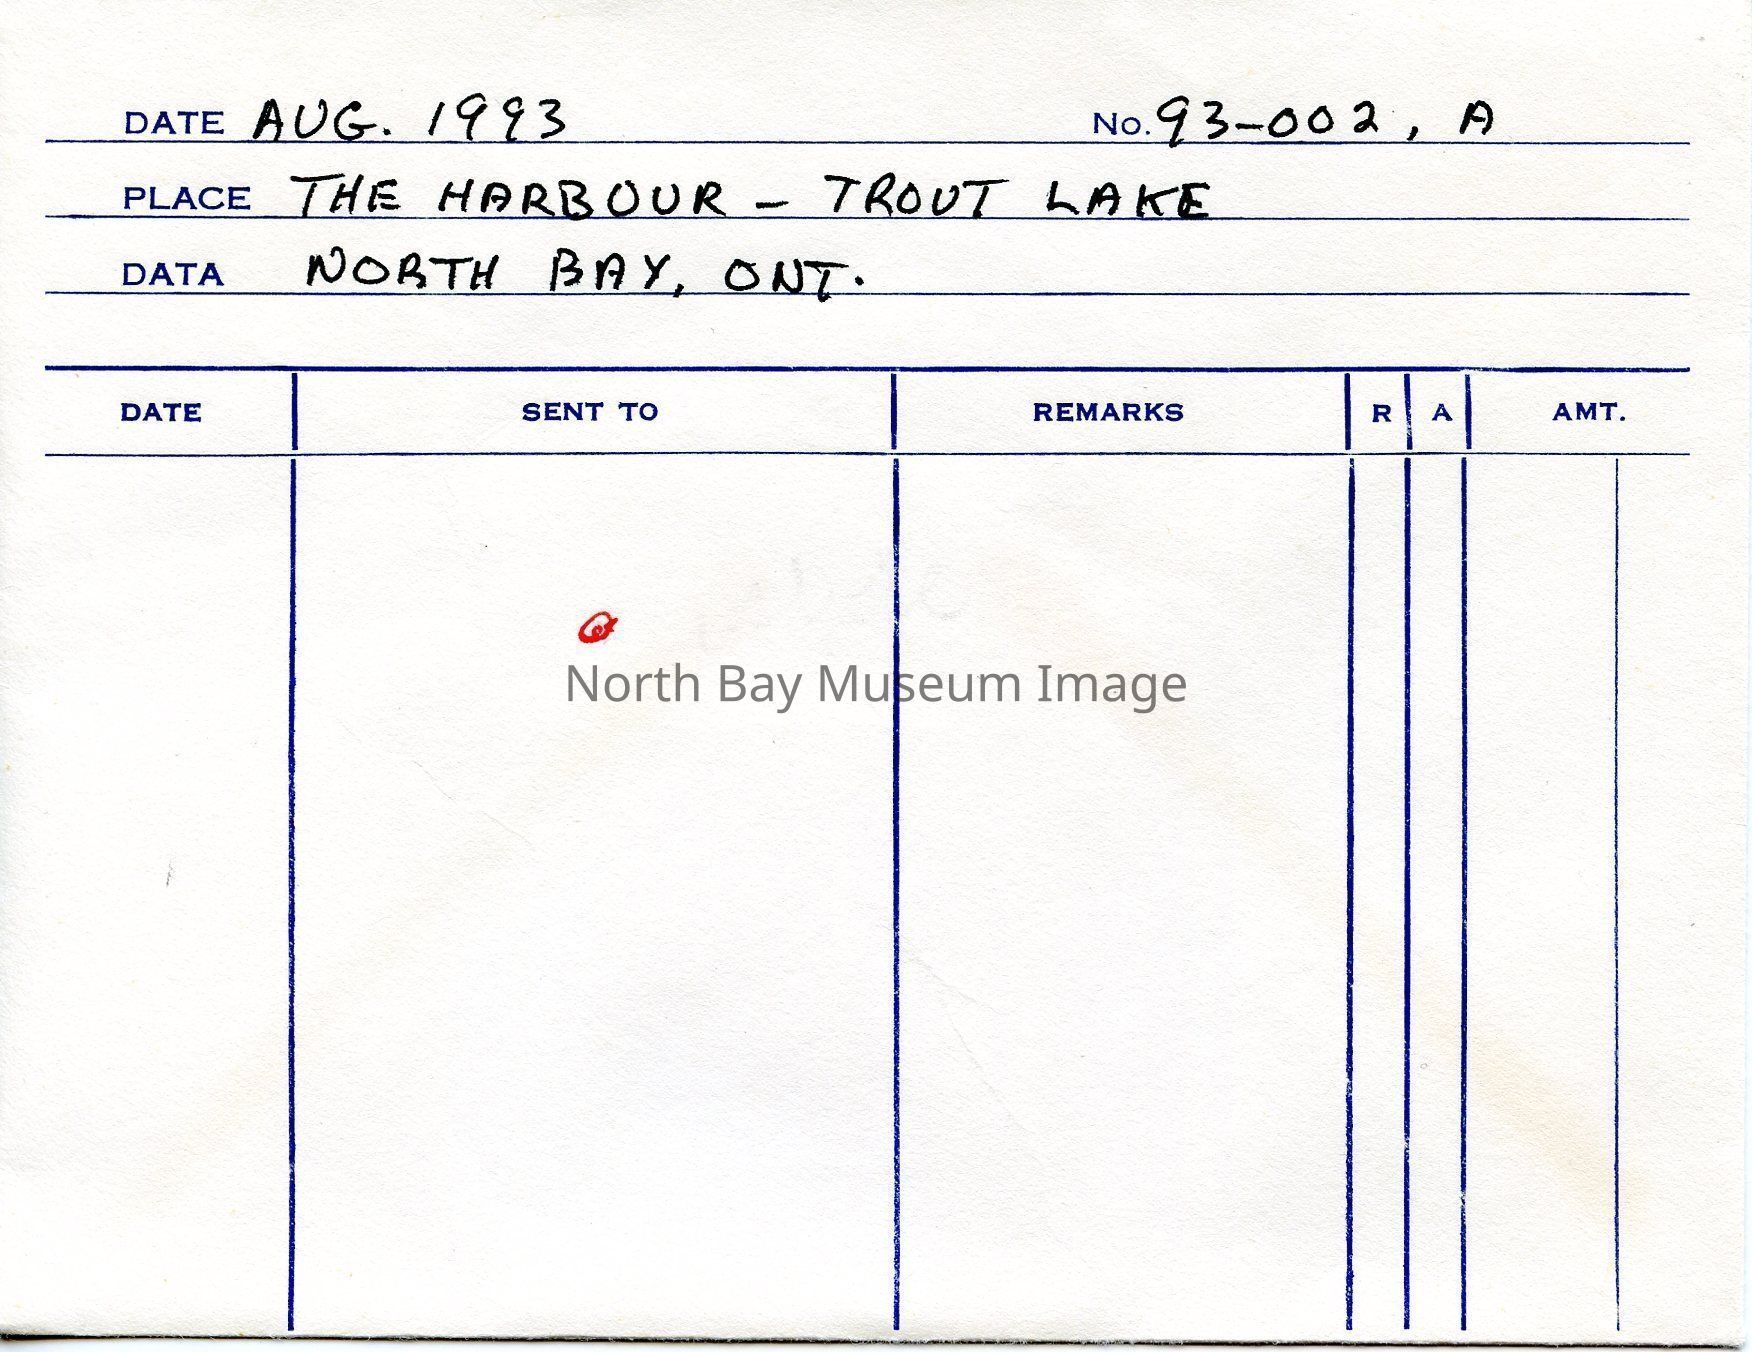 DATE AUG. 1993 No. 93-002, A
PLACE THE HARBOUR - TROUT LAKE
DATA NORTH BAY, ONT.
DATE SENT TO REMARKS R A AMT.
North Bay Museum Image